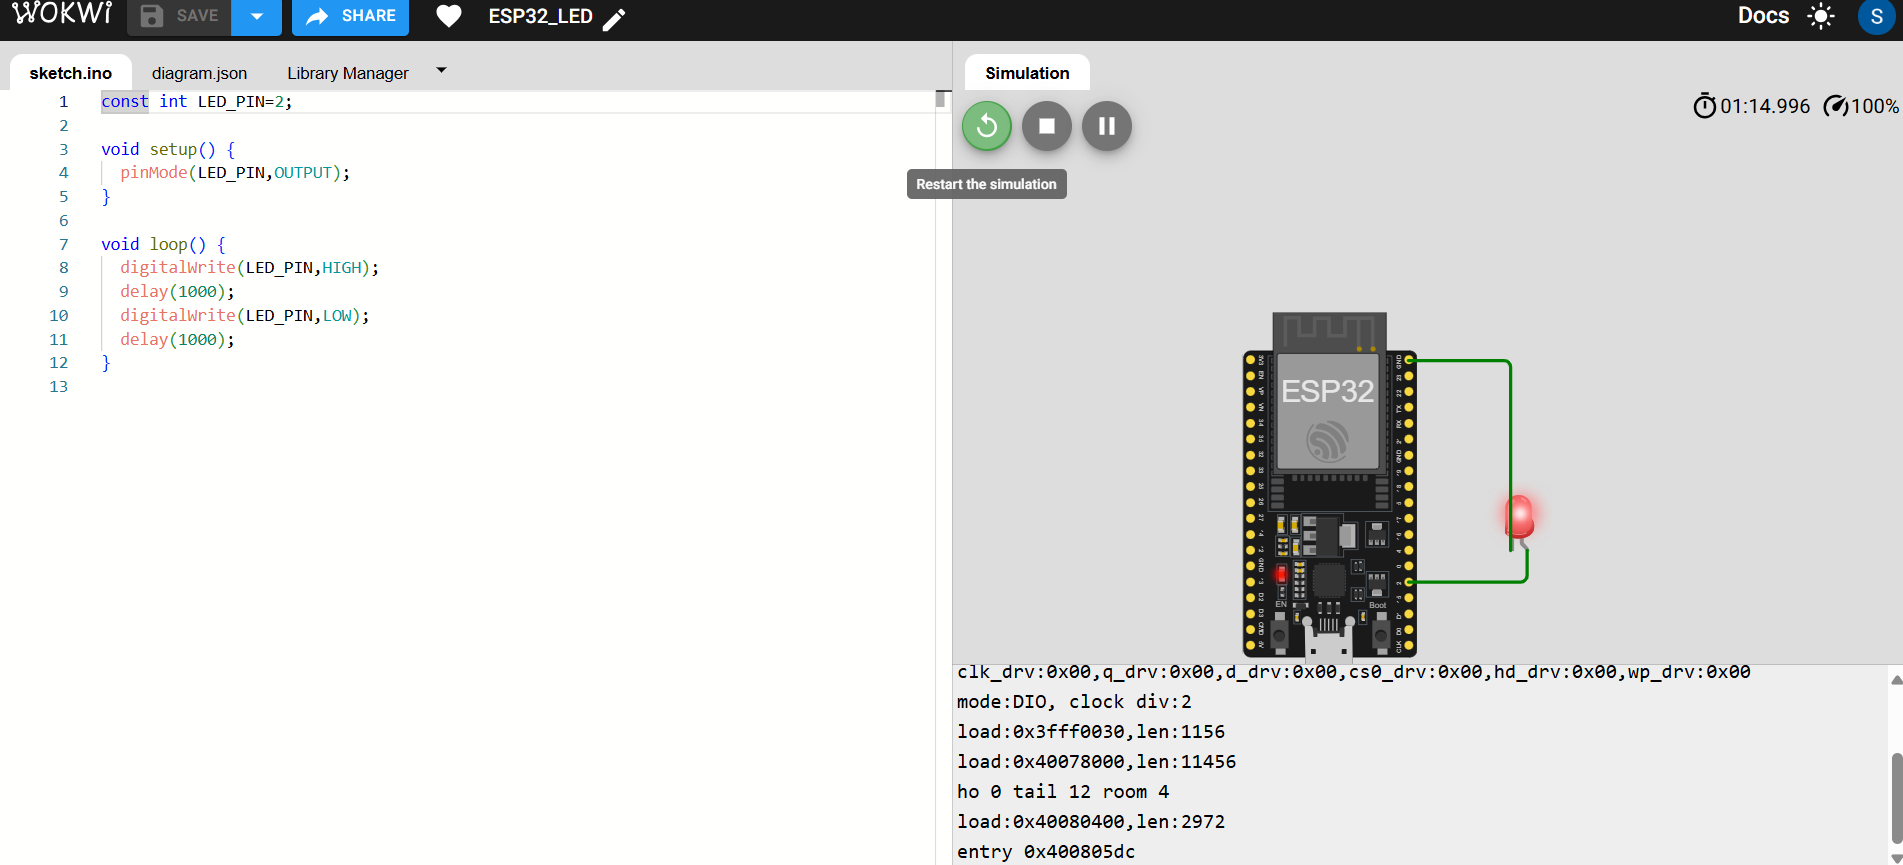 WOKWI SAVE SHARE ESP32_LED Docs S
sketch.ino diagram.json Library Manager
1 const int LED_PIN=2;
2
3 void setup() {
4 pinMode(LED_PIN,OUTPUT);
5 }
6
7 void loop() {
8 digitalWrite(LED_PIN,HIGH);
9 delay(1000);
10 digitalWrite(LED_PIN,LOW);
11 delay(1000);
12 }
13
Simulation
01:14.996 100%
Restart the simulation
ESP32
EN Boot
clk_drv:0x00,q_drv:0x00,d_drv:0x00,cs0_drv:0x00,hd_drv:0x00,wp_drv:0x00
mode:DIO, clock div:2
load:0x3fff0030,len:1156
load:0x40078000,len:11456
ho 0 tail 12 room 4
load:0x40080400,len:2972
entry 0x400805dc